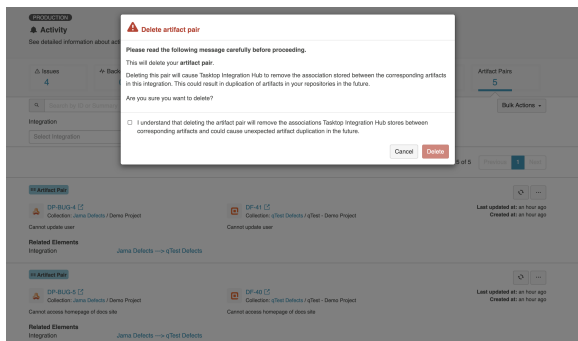 PRODUCTION
Activity
See detailed information about acti
Issues
4
Back
Artifact Pairs
5
Delete artifact pair
Please read the following message carefully before proceeding.
This will delete your artifact pair.
Deleting this pair will cause Tasktop Integration Hub to remove the association stored between the corresponding artifacts
in this integration. This could result in duplication of artifacts in your repositories in the future.
Are you sure you want to delete?
I understand that deleting the artifact pair will remove the associations Tasktop Integration Hub stores between
corresponding artifacts and could cause unexpected artifact duplication in the future.
Cancel
Delete
Bulk Actions
Integration
Select Integration
of 5
Previous
1
Next
Artifact Pair
DP-BUG-4
Collection: Jama Defects / Demo Project
Cannot update user
DF-41
Collection: qTest Defects / qTest - Demo Project
Cannot update user
Last updated at: an hour ago
Created at: an hour ago
Related Elements
Integration
Jama Defects ---> qTest Defects
Artifact Pair
DP-BUG-5
Collection: Jama Defects / Demo Project
Cannot access homepage of docs site
DF-40
Collection: qTest Defects / qTest - Demo Project
Cannot access homepage of docs site
Last updated at: an hour ago
Created at: an hour ago
Related Elements
Integration
Jama Defects ---> qTest Defects